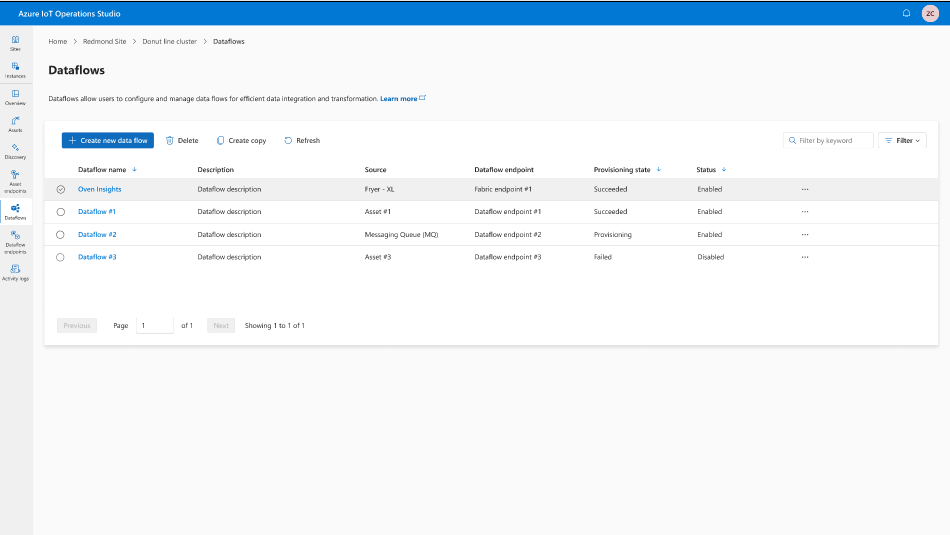 Azure IoT Operations Studio
ZC
Home > Redmond Site > Donut line cluster > Dataflows
Sites
Instances
Overview
Assets
Discovery
Asset
endpoints
Dataflows
Dataflow
endpoints
Activity logs
Dataflows
Dataflows allow users to configure and manage data flows for efficient data integration and transformation. Learn more
Create new data flow Delete Create copy Refresh Filter by keyword Filter
Dataflow name Description Source Dataflow endpoint Provisioning state Status
Oven Insights Dataflow description Fryer - XL Fabric endpoint #1 Succeeded Enabled ...
Dataflow #1 Dataflow description Asset #1 Dataflow endpoint #1 Succeeded Enabled ...
Dataflow #2 Dataflow description Messaging Queue (MQ) Dataflow endpoint #2 Provisioning Enabled ...
Dataflow #3 Dataflow description Asset #3 Dataflow endpoint #3 Failed Disabled ...
Previous Page 1 of 1 Next Showing 1 to 1 of 1